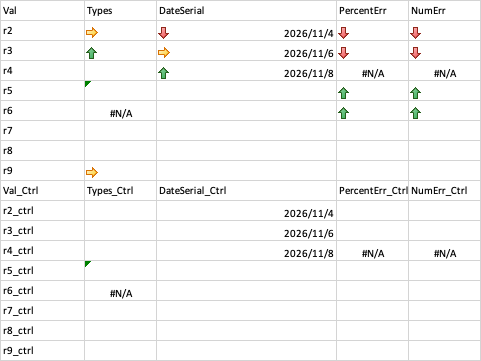 Val Types DateSerial PercentErr NumErr
r2 2026/11/4
r3 2026/11/6
r4 2026/11/8 #N/A #N/A
r5
r6 #N/A
r7
r8
r9
Val_Ctrl Types_Ctrl DateSerial_Ctrl PercentErr_Ctrl NumErr_Ctrl
r2_ctrl 2026/11/4
r3_ctrl 2026/11/6
r4_ctrl 2026/11/8 #N/A #N/A
r5_ctrl
r6_ctrl #N/A
r7_ctrl
r8_ctrl
r9_ctrl